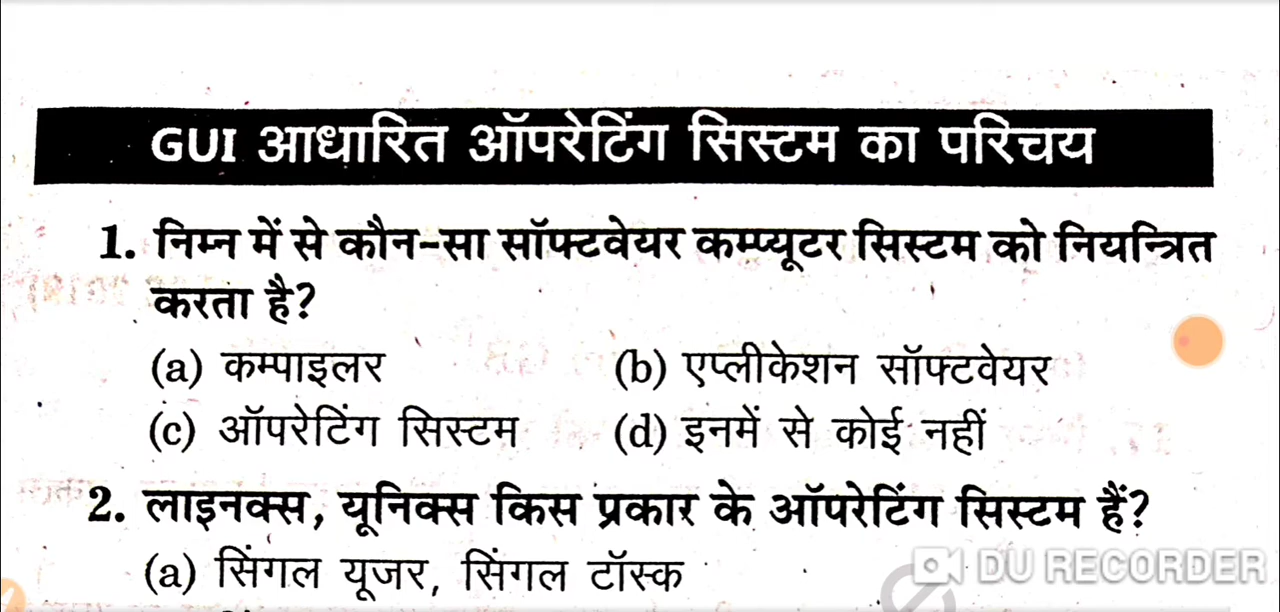 GUI आधारित ऑपरेटिंग सिस्टम का परिचय
1. निम्न में से कौन-सा सॉफ्टवेयर कम्प्यूटर सिस्टम को नियन्त्रित
करता है?
(a) कम्पाइलर (b) एप्लीकेशन सॉफ्टवेयर
(c) ऑपरेटिंग सिस्टम (d) इनमें से कोई नहीं
2. लाइनक्स, यूनिक्स किस प्रकार के ऑपरेटिंग सिस्टम हैं?
(a) सिंगल यूजर, सिंगल टॉस्क
DU RECORDER